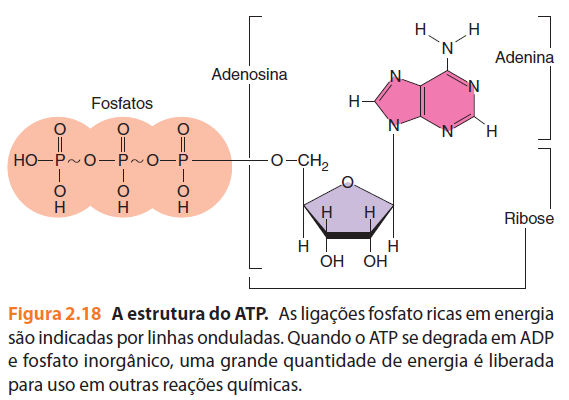 H H
N
Adenina
Adenosina
N N
Fosfatos
H
O O O
N N H
HO—P~O—P~O—P O—CH2
O
O O O
H H H
H H
Ribose
H H
OH OH
Figura 2.18 A estrutura do ATP. As ligações fosfato ricas em energia
são indicadas por linhas onduladas. Quando o ATP se degrada em ADP
e fosfato inorgânico, uma grande quantidade de energia é liberada
para uso em outras reações químicas.